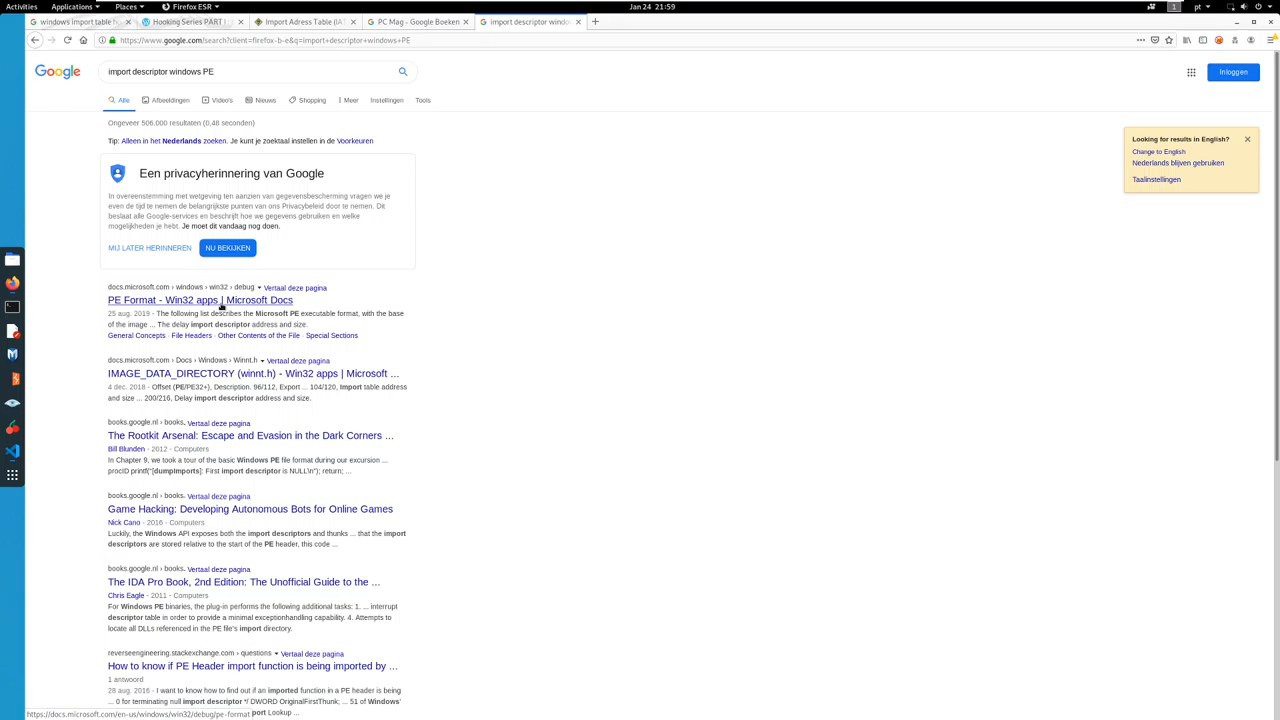 Activities Applications Places Firefox ESR Jan 24 21:59 1 pt
windows import table h Hooking Series PART I Import Adress Table (IA PC Mag - Google Boeken import descriptor windo
https://www.google.com/search?client=firefox-b-e&q=import+descriptor+windows+PE
Google import descriptor windows PE Inloggen
Alle Afbeeldingen Video's Nieuws Shopping Meer Instellingen Tools
Ongeveer 506.000 resultaten (0,46 seconden)
Tip: Alleen in het Nederlands zoeken. Je kunt je zoektaal instellen in de Voorkeuren
Looking for results in English?
Change to English
Nederlands blijven gebruiken
Taalinstellingen
Een privacyherinnering van Google
In overeenstemming met wetgeving ten aanzien van gegevensbescherming vragen we je
even de tijd te nemen de belangrijkste punten van ons Privacybeleid door te nemen. Dit
beslaat alle Google-services en beschrijft hoe we gegevens gebruiken en welke
mogelijkheden je hebt. Je moet dit vandaag nog doen.
MIJ LATER HERINNEREN NU BEKIJKEN
docs.microsoft.com › windows › win32 › debug Vertaal deze pagina
PE Format - Win32 apps | Microsoft Docs
25 aug. 2019 - The following list describes the Microsoft PE executable format, with the base
of the image ... The delay import descriptor address and size.
General Concepts · File Headers · Other Contents of the File · Special Sections
docs.microsoft.com › Docs › Windows › Winnt.h Vertaal deze pagina
IMAGE_DATA_DIRECTORY (winnt.h) - Win32 apps | Microsoft ...
4 dec. 2018 - Offset (PE/PE32+), Description. 96/112, Export ... 104/120, Import table address
and size ... 200/216, Delay import descriptor address and size.
books.google.nl › books Vertaal deze pagina
The Rootkit Arsenal: Escape and Evasion in the Dark Corners ...
Bill Blunden - 2012 - Computers
In Chapter 9, we took a tour of the basic Windows PE file format during our excursion ...
procID printf("[dumpImports]: First import descriptor is NULL\n"); return; ...
books.google.nl › books Vertaal deze pagina
Game Hacking: Developing Autonomous Bots for Online Games
Nick Cano - 2016 - Computers
Luckily, the Windows API exposes both the import descriptors and thunks ... that the import
descriptors are stored relative to the start of the PE header, this code ...
books.google.nl › books Vertaal deze pagina
The IDA Pro Book, 2nd Edition: The Unofficial Guide to the ...
Chris Eagle - 2011 - Computers
For Windows PE binaries, the plug-in performs the following additional tasks: 1. ... interrupt
descriptor table in order to provide a minimal exceptionhandling capability. 4. Attempts to
locate all DLLs referenced in the PE file's import directory.
reverseengineering.stackexchange.com › questions Vertaal deze pagina
How to know if PE Header import function is being imported by ...
1 antwoord
28 aug. 2016 - I want to know how to find out if an imported function in a PE header is being
... 0 for terminating null import descriptor */ DWORD OriginalFirstThunk; ... 51 of Windows'
https://docs.microsoft.com/en-us/windows/win32/debug/pe-format port Lookup ...